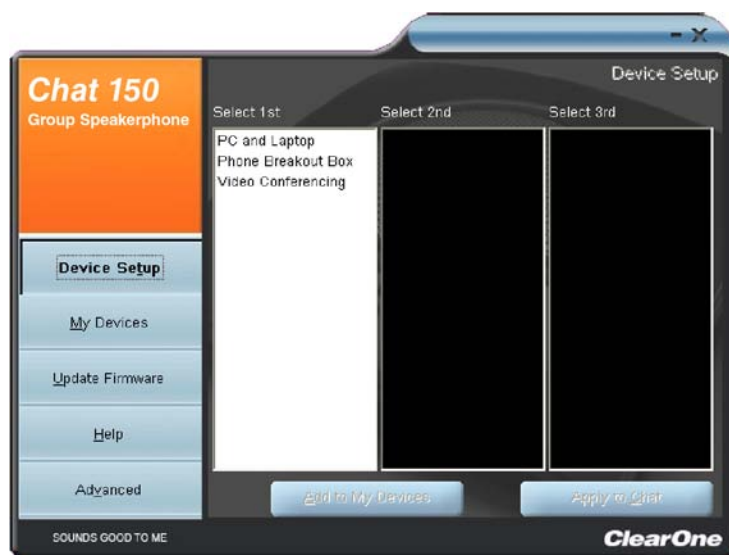 Chat 150
Group Speakerphone
Device Setup
Select 1st
Select 2nd
Select 3rd
PC and Laptop
Phone Breakout Box
Video Conferencing
Device Setup
My Devices
Update Firmware
Help
Advanced
Add to My Devices
Apply to Chat
SOUNDS GOOD TO ME
ClearOne